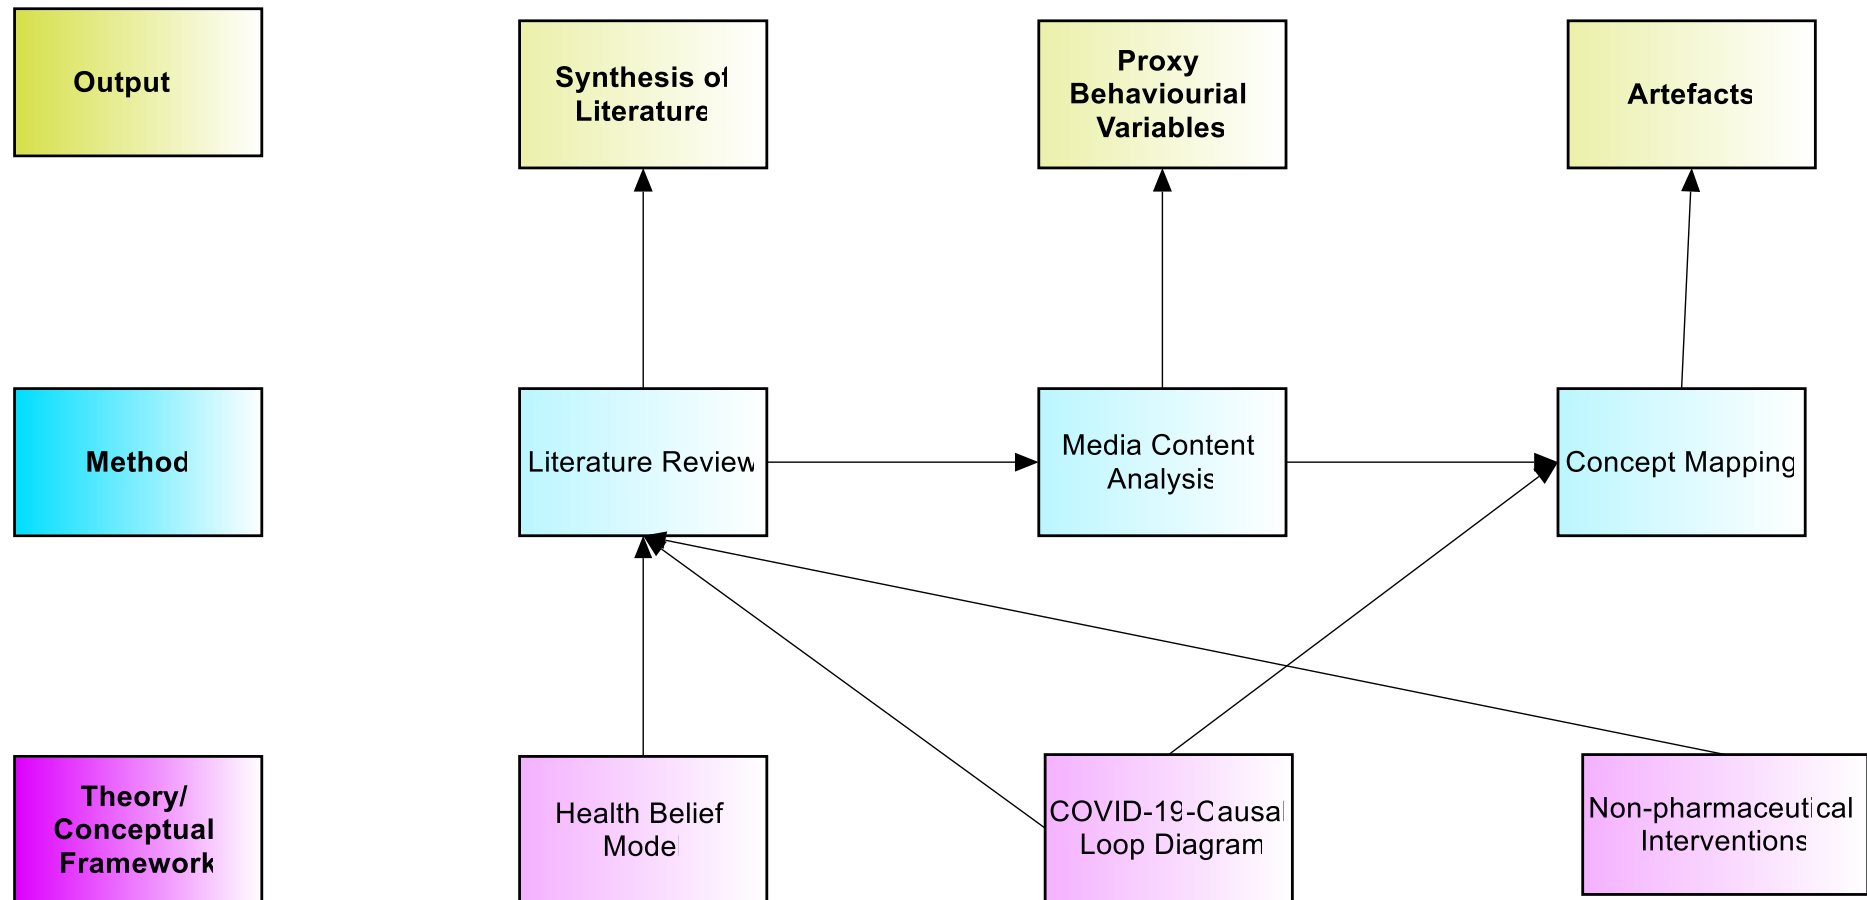 Output
Synthesis of
Literature
Proxy
Behaviourial
Variables
Artefacts
Method
Literature Review
Media Content
Analysis
Concept Mapping
Theory/
Conceptual
Framework
Health Belief
Model
COVID-19-Causal
Loop Diagram
Non-pharmaceutical
Interventions